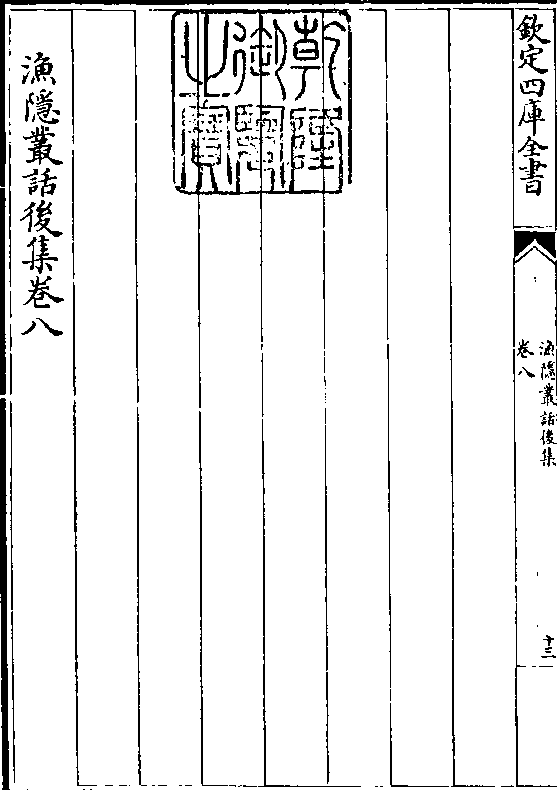 欽定四庫全書
漁隱叢話後集
卷八
十三
乾隆
御覽
之寶
漁隱叢話後集卷八